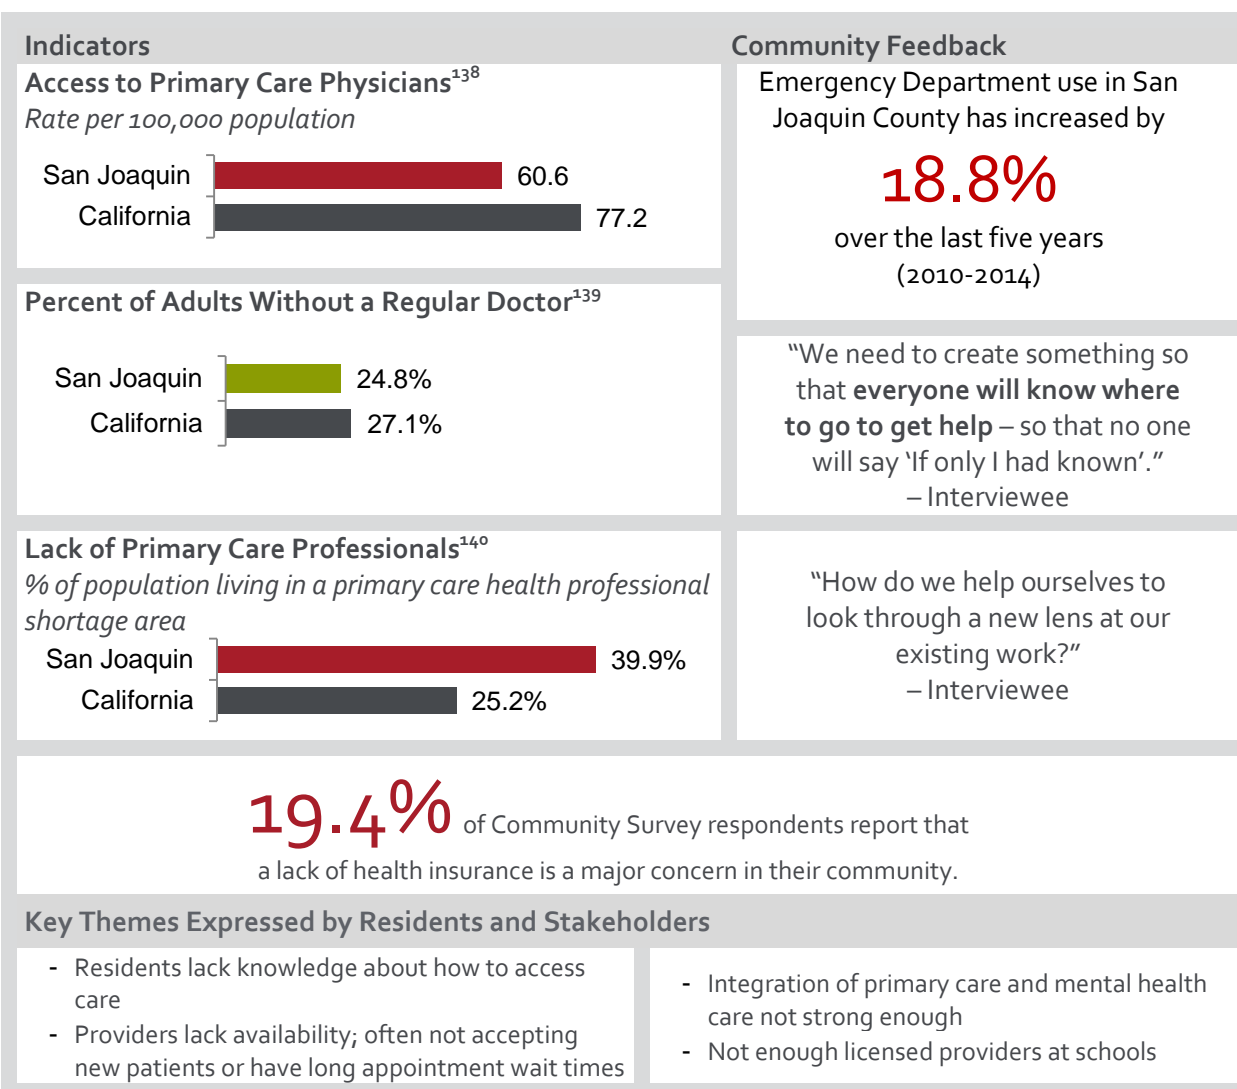 Indicators
Access to Primary Care Physicians138
Rate per 100,000 population
San Joaquin 60.6
California 77.2
Percent of Adults Without a Regular Doctor139
San Joaquin 24.8%
California 27.1%
Lack of Primary Care Professionals140
% of population living in a primary care health professional
shortage area
San Joaquin 39.9%
California 25.2%
Community Feedback
Emergency Department use in San
Joaquin County has increased by
18.8%
over the last five years
(2010-2014)
“We need to create something so
that everyone will know where
to go to get help – so that no one
will say ‘If only I had known’.”
– Interviewee
“How do we help ourselves to
look through a new lens at our
existing work?”
– Interviewee
19.4% of Community Survey respondents report that
a lack of health insurance is a major concern in their community.
Key Themes Expressed by Residents and Stakeholders
- Residents lack knowledge about how to access
care
- Providers lack availability; often not accepting
new patients or have long appointment wait times
- Integration of primary care and mental health
care not strong enough
- Not enough licensed providers at schools